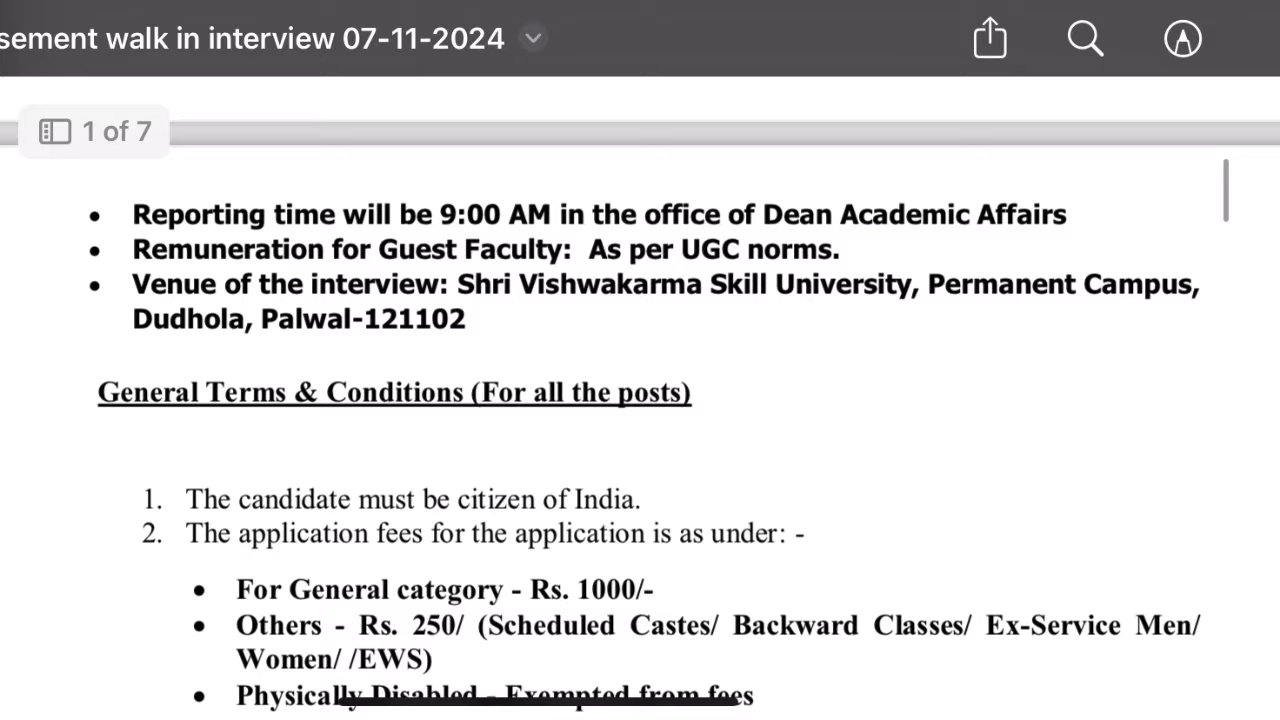 sement walk in interview 07-11-2024
1 of 7
• Reporting time will be 9:00 AM in the office of Dean Academic Affairs
• Remuneration for Guest Faculty: As per UGC norms.
• Venue of the interview: Shri Vishwakarma Skill University, Permanent Campus,
Dudhola, Palwal-121102
General Terms & Conditions (For all the posts)
1. The candidate must be citizen of India.
2. The application fees for the application is as under: -
• For General category - Rs. 1000/-
• Others - Rs. 250/ (Scheduled Castes/ Backward Classes/ Ex-Service Men/
Women/ /EWS)
• Physically Disabled - Exempted from fees